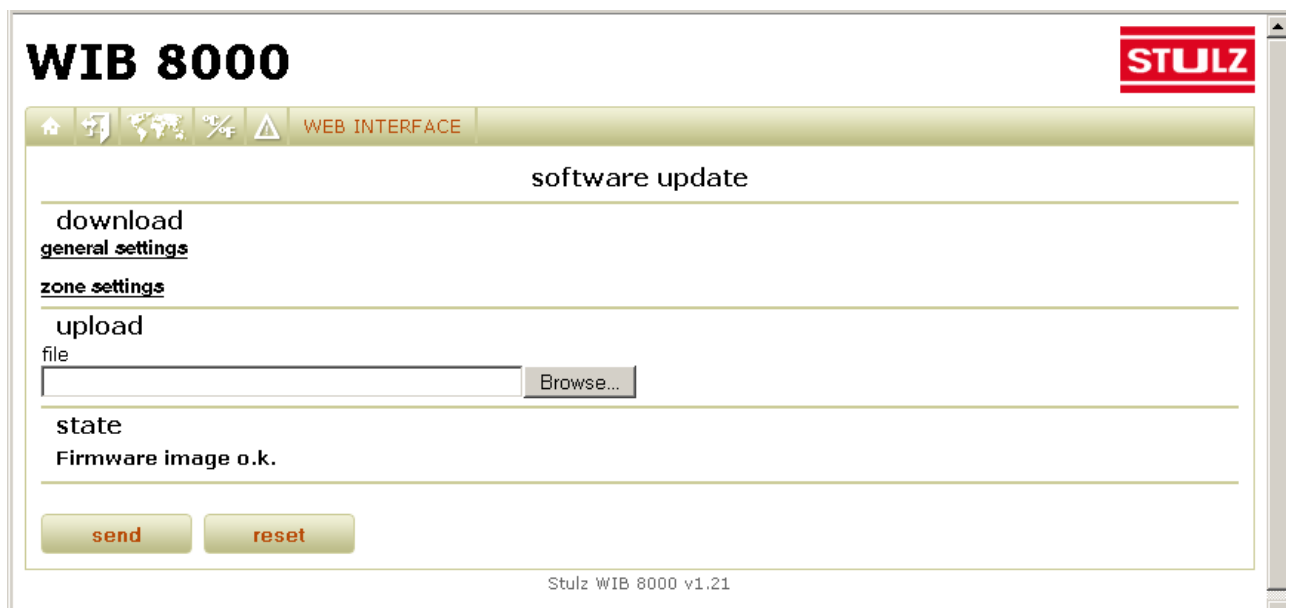 WIB 8000
STULZ
°C/°F
WEB INTERFACE
software update
download
general settings
zone settings
upload
file
Browse...
state
Firmware image o.k.
send reset
Stulz WIB 8000 v1.21